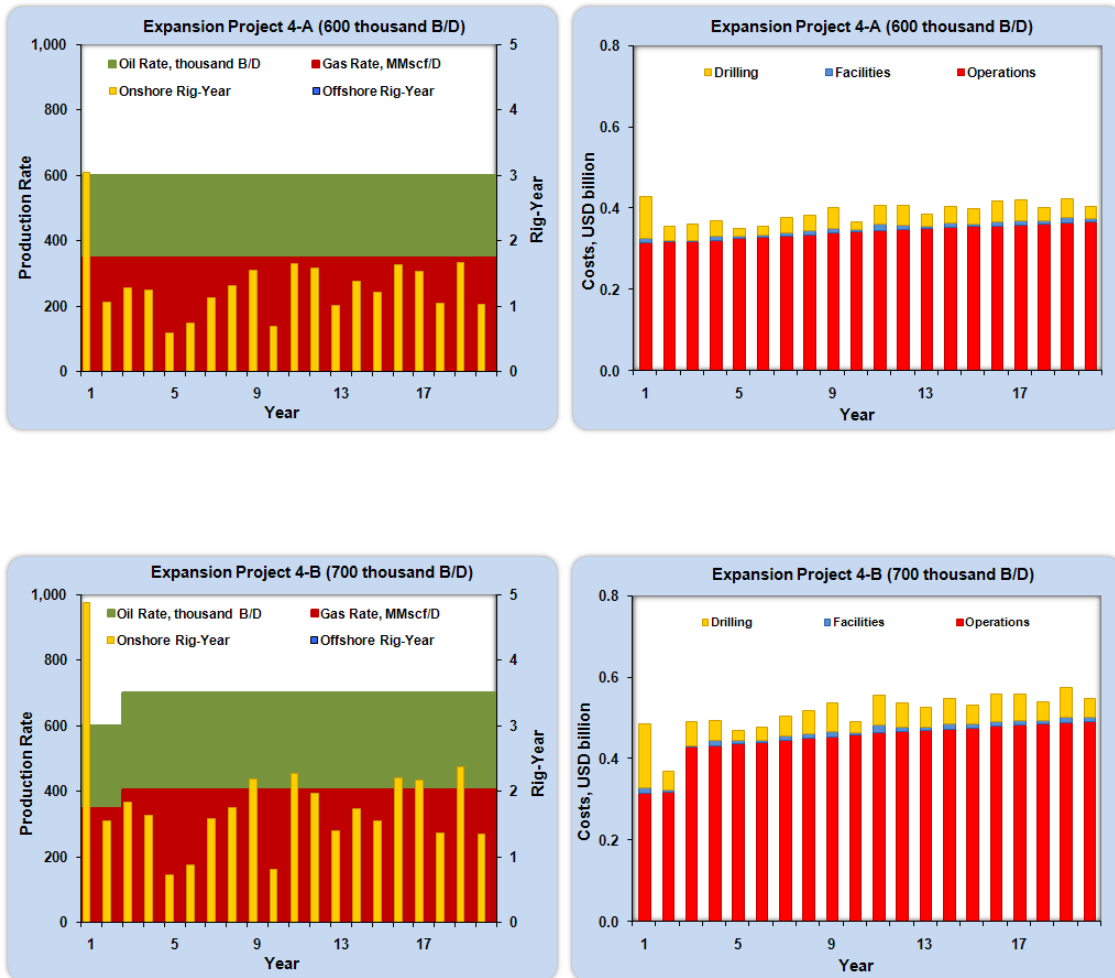 Expansion Project 4-A (600 thousand B/D)
1,000
800
600
400
200
0
Production Rate
Oil Rate, thousand B/D
Gas Rate, MMscf/D
Onshore Rig-Year
Offshore Rig-Year
5
4
3
2
1
0
Rig-Year
1 5 9 13 17
Year
Expansion Project 4-A (600 thousand B/D)
0.8
0.6
0.4
0.2
0.0
Costs, USD billion
Drilling
Facilities
Operations
1 5 9 13 17
Year
Expansion Project 4-B (700 thousand B/D)
1,000
800
600
400
200
0
Production Rate
Oil Rate, thousand B/D
Gas Rate, MMscf/D
Onshore Rig-Year
Offshore Rig-Year
5
4
3
2
1
0
Rig-Year
1 5 9 13 17
Year
Expansion Project 4-B (700 thousand B/D)
0.8
0.6
0.4
0.2
0.0
Costs, USD billion
Drilling
Facilities
Operations
1 5 9 13 17
Year